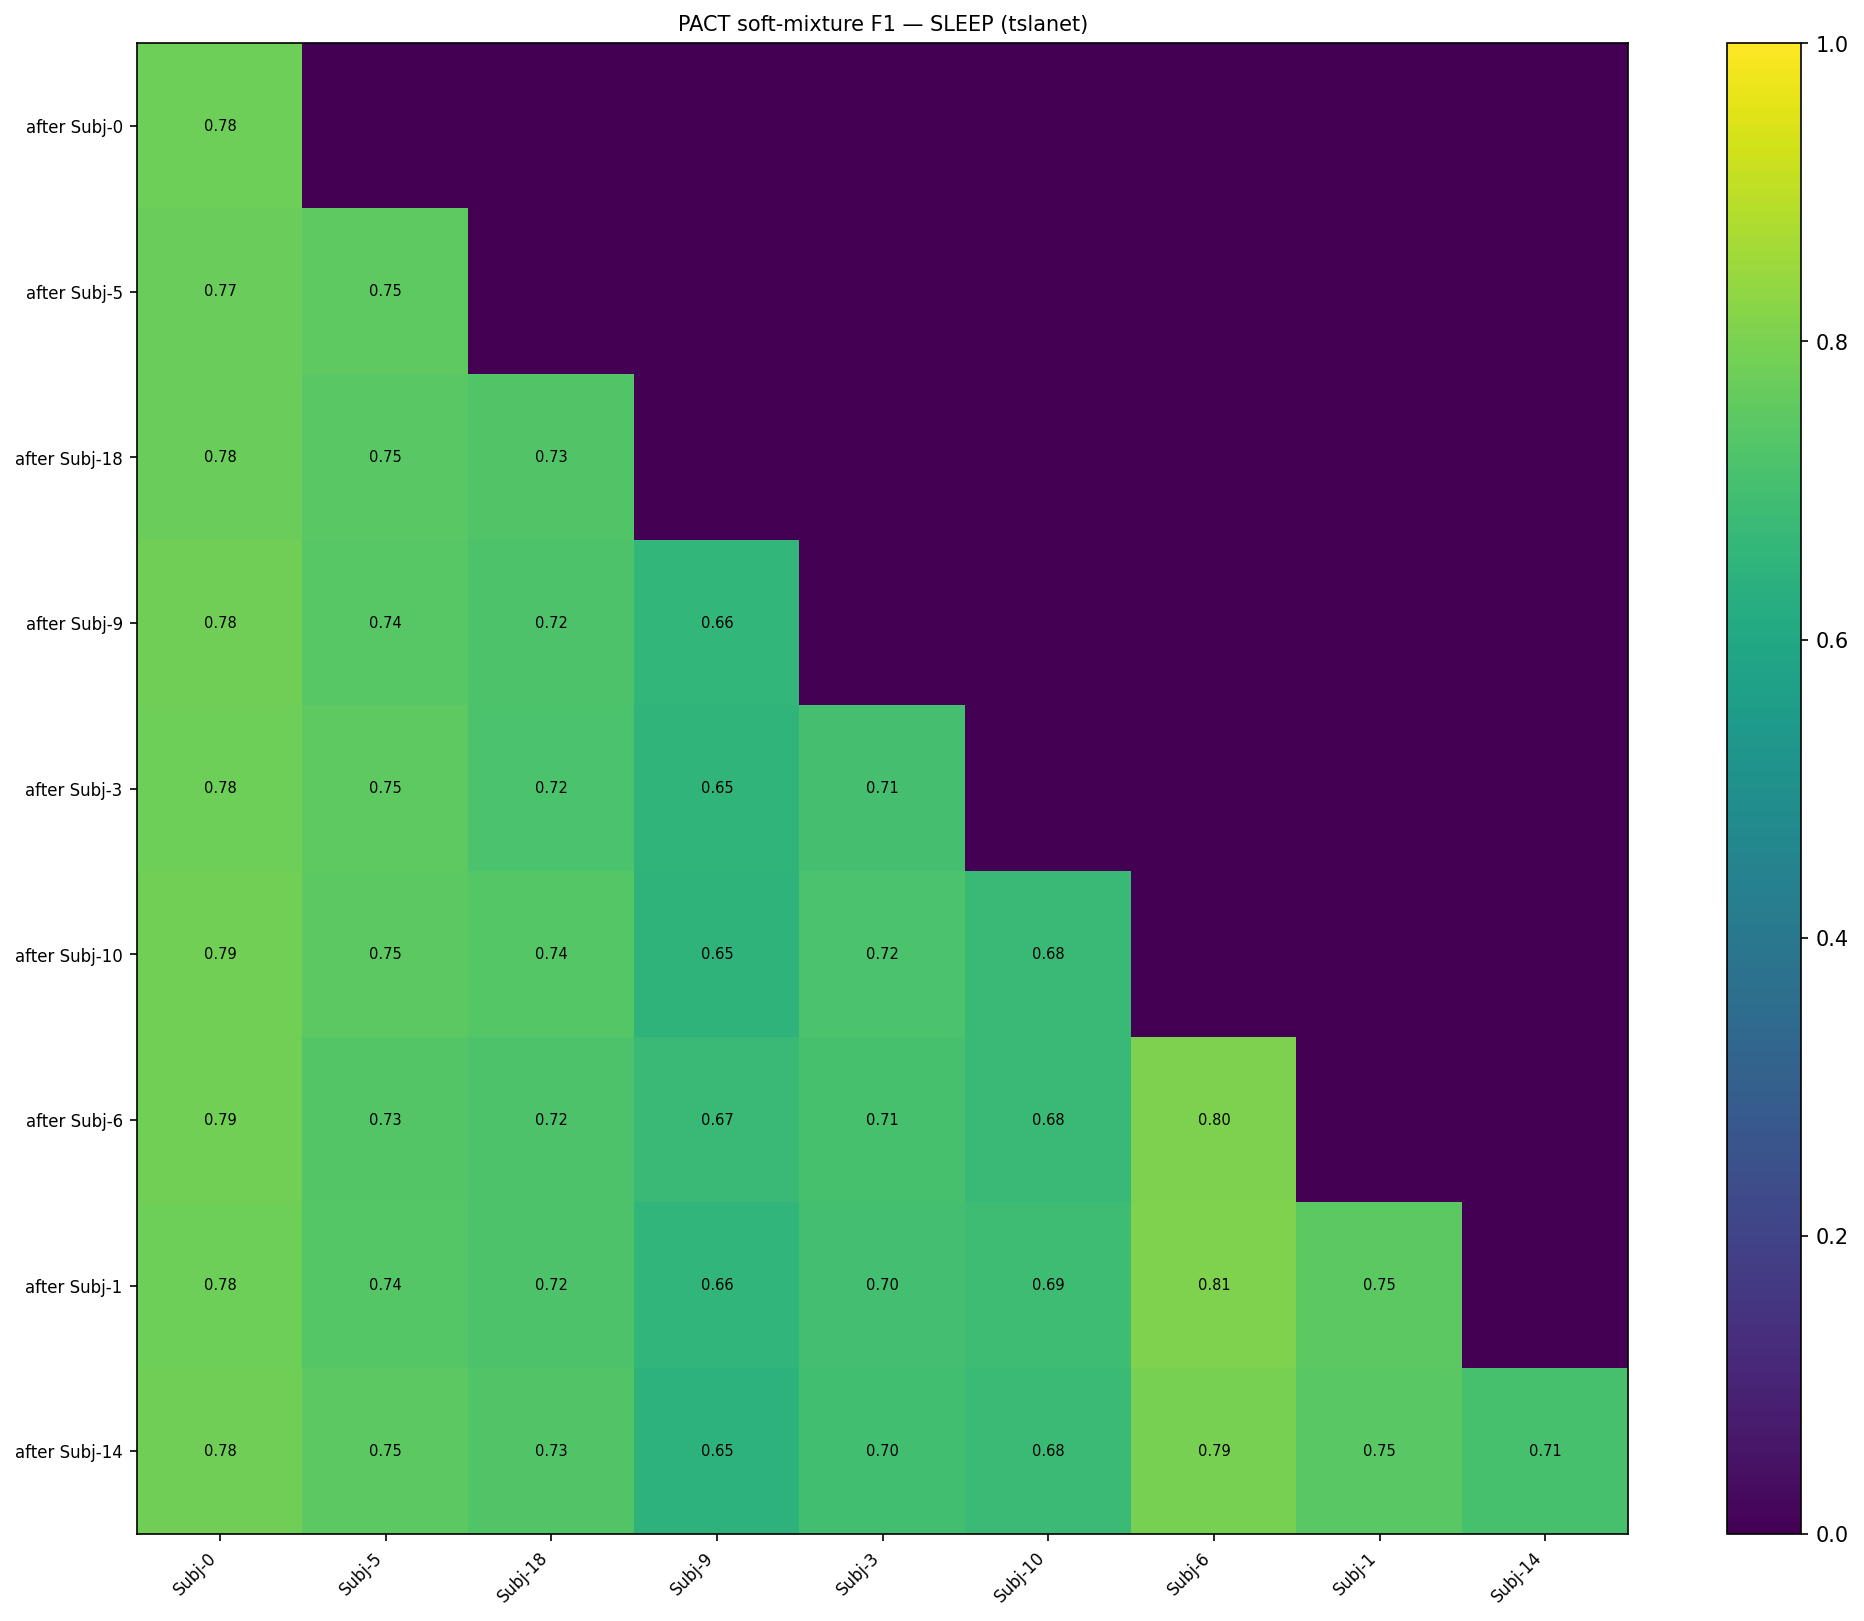 PACT soft-mixture F1 — SLEEP (tslanet)
after Subj-0 0.78
after Subj-5 0.77 0.75
after Subj-18 0.78 0.75 0.73
after Subj-9 0.78 0.74 0.72 0.66
after Subj-3 0.78 0.75 0.72 0.65 0.71
after Subj-10 0.79 0.75 0.74 0.65 0.72 0.68
after Subj-6 0.79 0.73 0.72 0.67 0.71 0.68 0.80
after Subj-1 0.78 0.74 0.72 0.66 0.70 0.69 0.81 0.75
after Subj-14 0.78 0.75 0.73 0.65 0.70 0.68 0.79 0.75 0.71
Subj-0 Subj-5 Subj-18 Subj-9 Subj-3 Subj-10 Subj-6 Subj-1 Subj-14
1.0
0.8
0.6
0.4
0.2
0.0